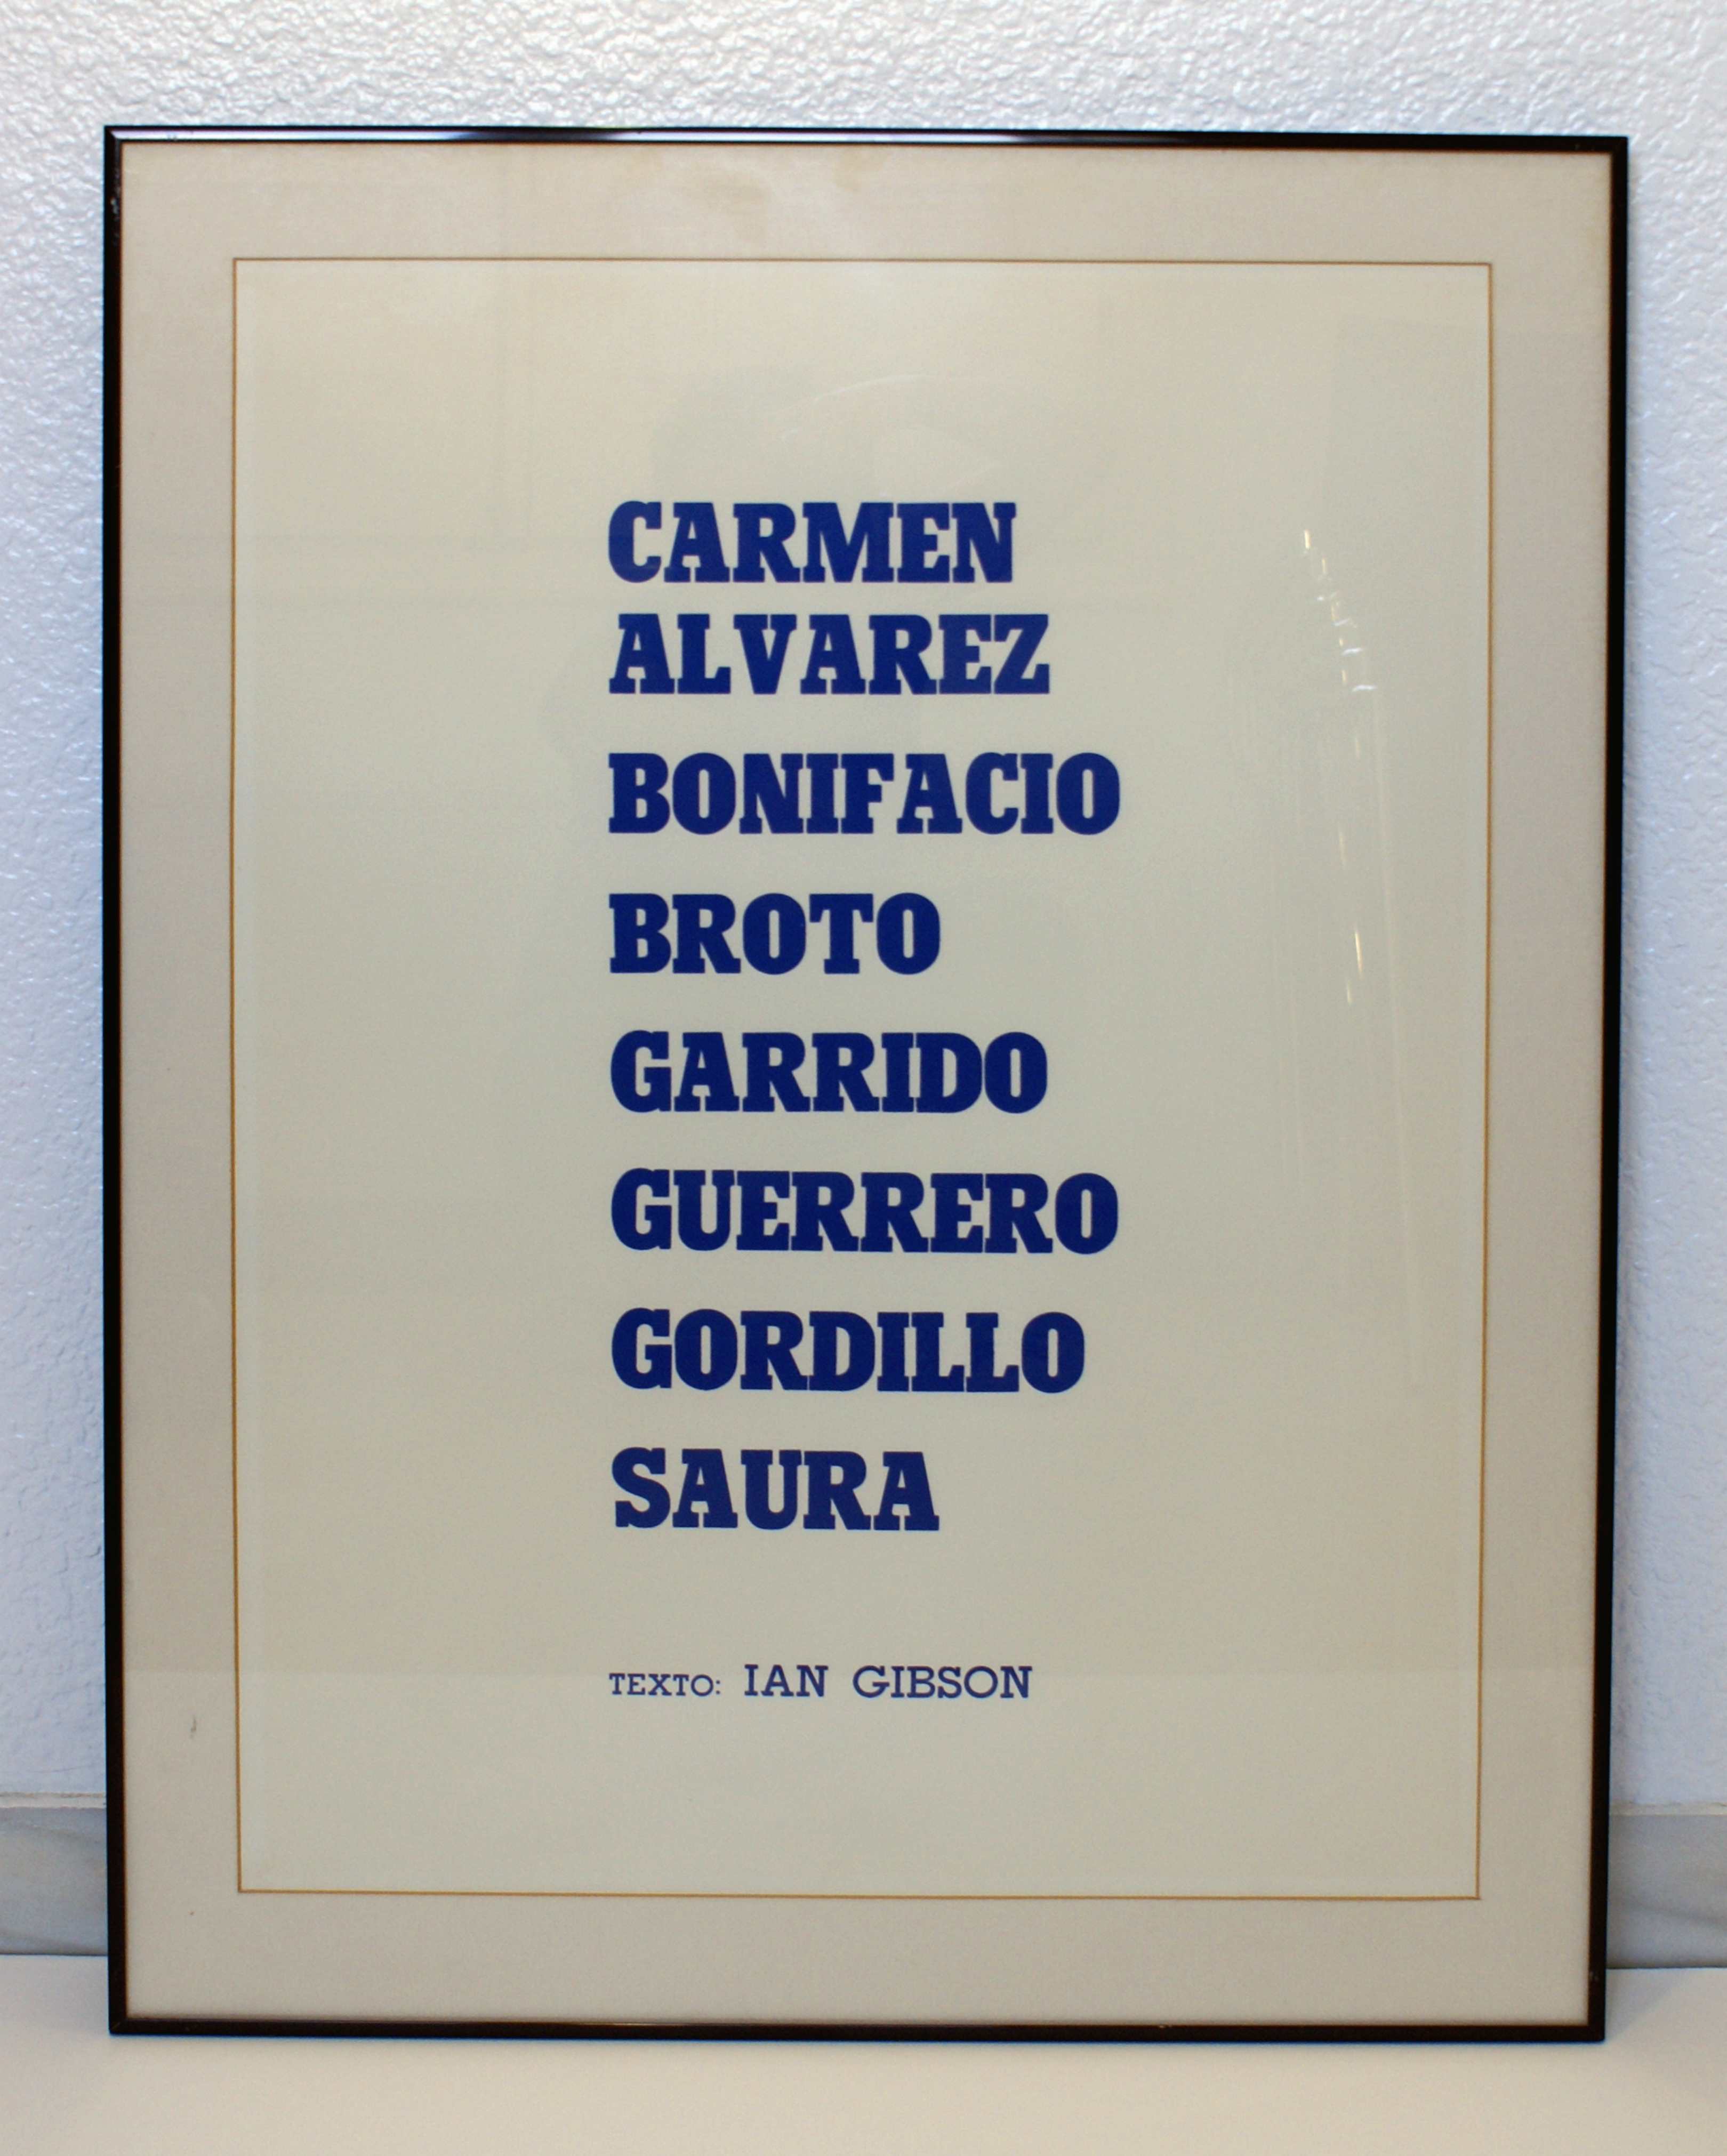 CARMEN
ALVAREZ
BONIFACIO
BROTO
GARRIDO
GUERRERO
GORDILLO
SAURA
TEXTO: IAN GIBSON